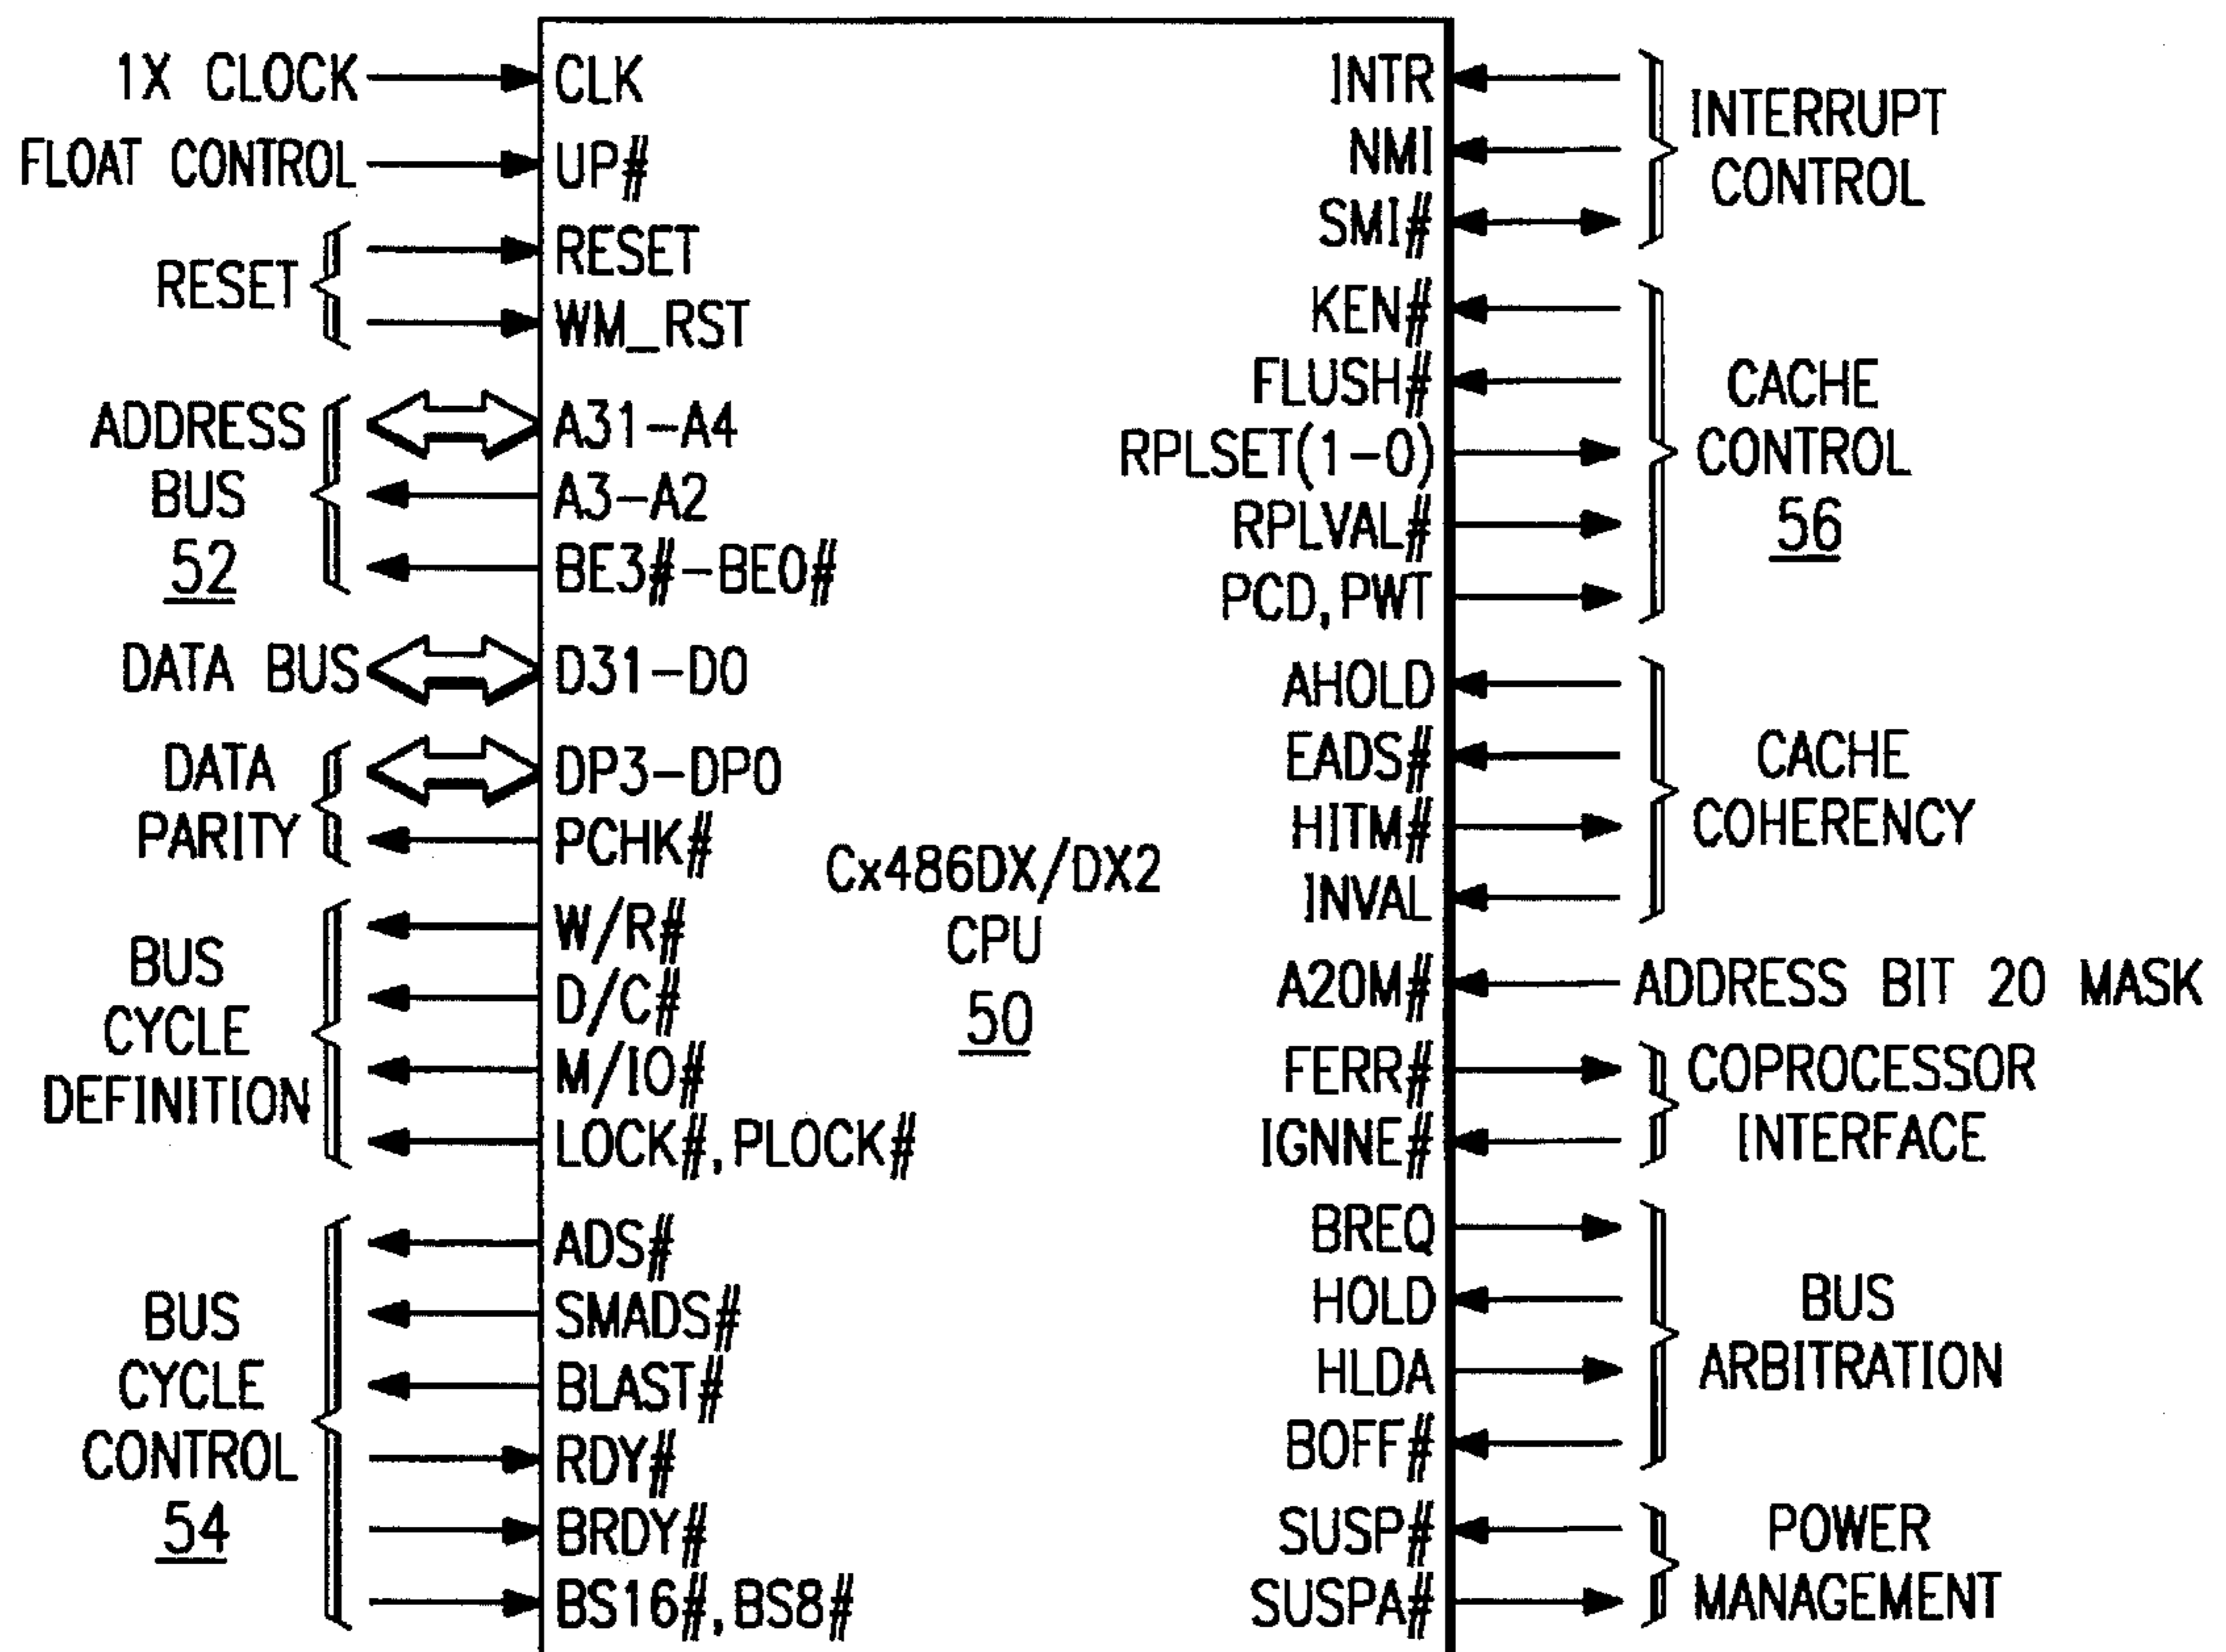 1X CLOCK
CLK
FLOAT CONTROL
UP#
RESET
RESET
WM_RST
ADDRESS
BUS
52
A31-A4
A3-A2
BE3#-BE0#
DATA BUS
D31-D0
DATA
PARITY
DP3-DP0
PCHK#
BUS
CYCLE
DEFINITION
W/R#
D/C#
M/IO#
LOCK#,PLOCK#
BUS
CYCLE
CONTROL
54
ADS#
SMADS#
BLAST#
RDY#
BRDY#
BS16#,BS8#
Cx486DX/DX2
CPU
50
INTR
NMI
SMI#
INTERRUPT
CONTROL
KEN#
FLUSH#
RPLSET(1-0)
RPLVAL#
PCD,PWT
CACHE
CONTROL
56
AHOLD
EADS#
HITM#
INVAL
CACHE
COHERENCY
A20M#
ADDRESS BIT 20 MASK
FERR#
IGNNE#
COPROCESSOR
INTERFACE
BREQ
HOLD
HLDA
BOFF#
BUS
ARBITRATION
SUSP#
SUSPA#
POWER
MANAGEMENT